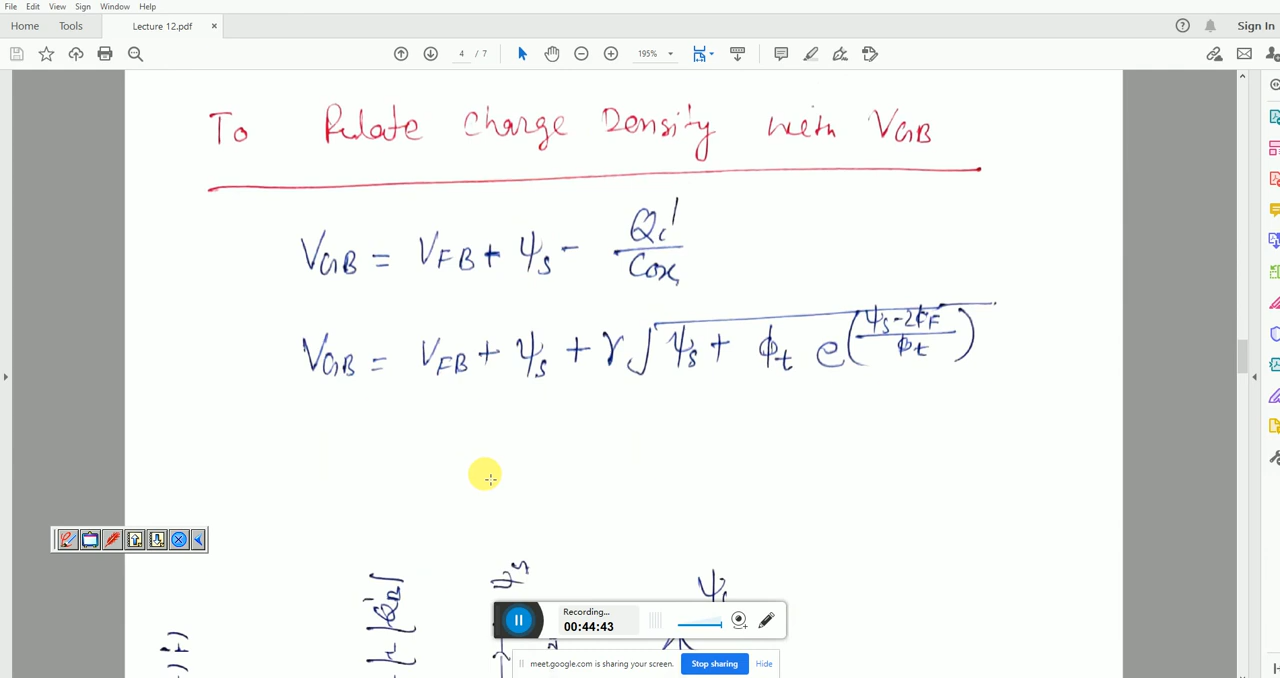 File Edit View Sign Window Help
Home Tools Lecture 12.pdf × Sign In
4 / 7 195%
To Relate Charge Density with VGB
VGB = VFB + ψs − Qc' / Cox
VGB = VFB + ψs + γ √ψs + ϕt e(ψs − 2ϕF / ϕt)
ψs
Recording...
00:44:43
meet.google.com is sharing your screen. Stop sharing Hide